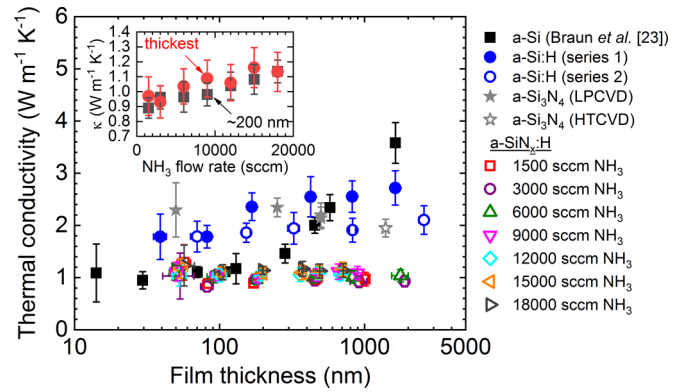 Thermal conductivity (W m⁻¹ K⁻¹)
6
5
4
3
2
1
0
10
100
1000
5000
Film thickness (nm)
κ (W m⁻¹ K⁻¹)
1.4
1.3
1.2
1.1
1.0
0.9
0.8
0.7
thickest
~200 nm
0
10000
20000
NH₃ flow rate (sccm)
a-Si (Braun et al. [23])
a-Si:H (series 1)
a-Si:H (series 2)
a-Si₃N₄ (LPCVD)
a-Si₃N₄ (HTCVD)
a-SiNₓ:H
1500 sccm NH₃
3000 sccm NH₃
6000 sccm NH₃
9000 sccm NH₃
12000 sccm NH₃
15000 sccm NH₃
18000 sccm NH₃